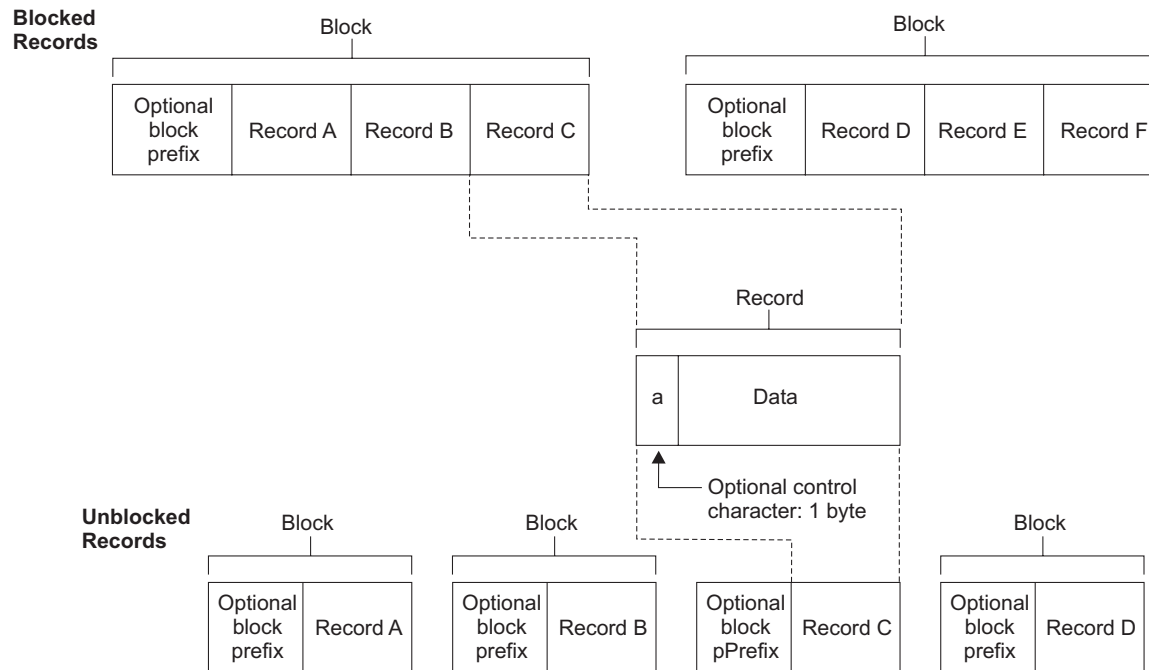 Blocked
Records
Block
Block
Optional
block
prefix
Record A
Record B
Record C
Optional
block
prefix
Record D
Record E
Record F
Record
a
Data
Optional control
character: 1 byte
Unblocked
Records
Block
Block
Block
Optional
block
prefix
Record A
Optional
block
prefix
Record B
Optional
block
pPrefix
Record C
Optional
block
prefix
Record D